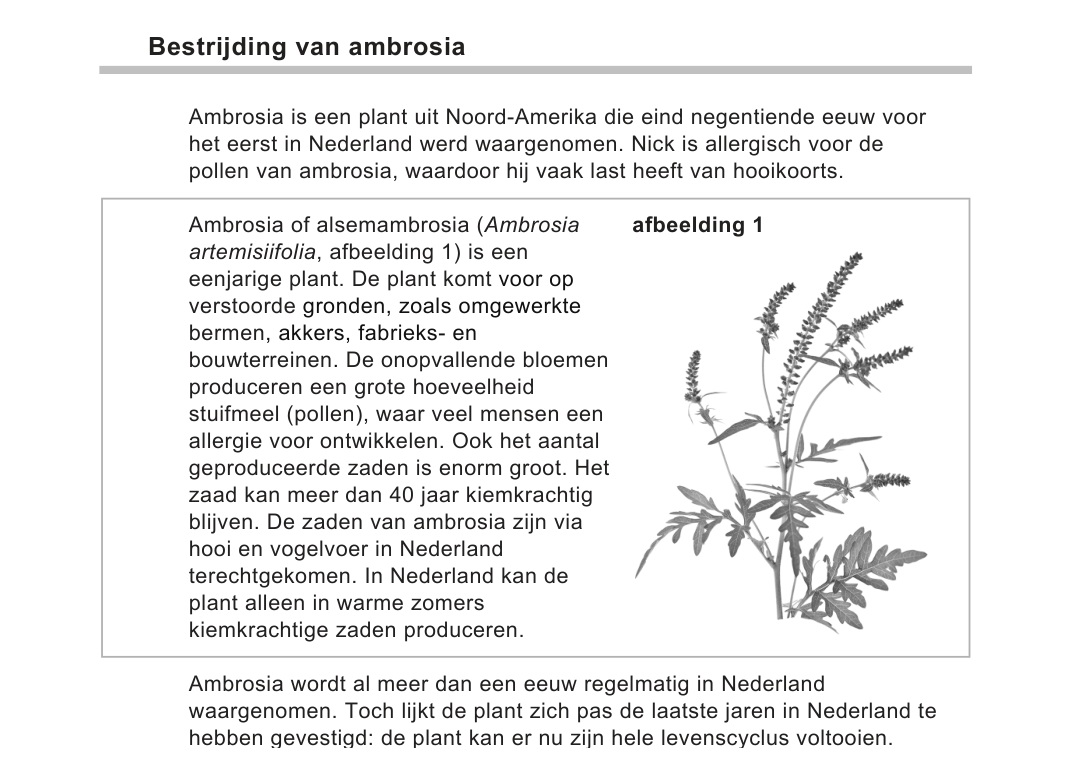 Bestrijding van ambrosia
Ambrosia is een plant uit Noord-Amerika die eind negentiende eeuw voor
het eerst in Nederland werd waargenomen. Nick is allergisch voor de
pollen van ambrosia, waardoor hij vaak last heeft van hooikoorts.
Ambrosia of alsemambrosia (Ambrosia
artemisiifolia, afbeelding 1) is een
eenjarige plant. De plant komt voor op
verstoorde gronden, zoals omgewerkte
bermen, akkers, fabrieks- en
bouwterreinen. De onopvallende bloemen
produceren een grote hoeveelheid
stuifmeel (pollen), waar veel mensen een
allergie voor ontwikkelen. Ook het aantal
geproduceerde zaden is enorm groot. Het
zaad kan meer dan 40 jaar kiemkrachtig
blijven. De zaden van ambrosia zijn via
hooi en vogelvoer in Nederland
terechtgekomen. In Nederland kan de
plant alleen in warme zomers
kiemkrachtige zaden produceren.
afbeelding 1
Ambrosia wordt al meer dan een eeuw regelmatig in Nederland
waargenomen. Toch lijkt de plant zich pas de laatste jaren in Nederland te
hebben gevestigd: de plant kan er nu zijn hele levenscyclus voltooien.